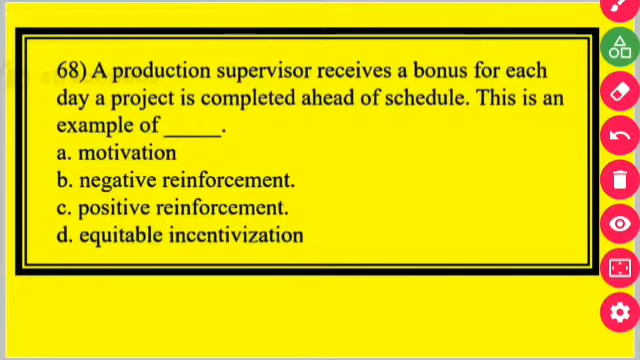 68) A production supervisor receives a bonus for each
day a project is completed ahead of schedule. This is an
example of _____.
a. motivation
b. negative reinforcement.
c. positive reinforcement.
d. equitable incentivization